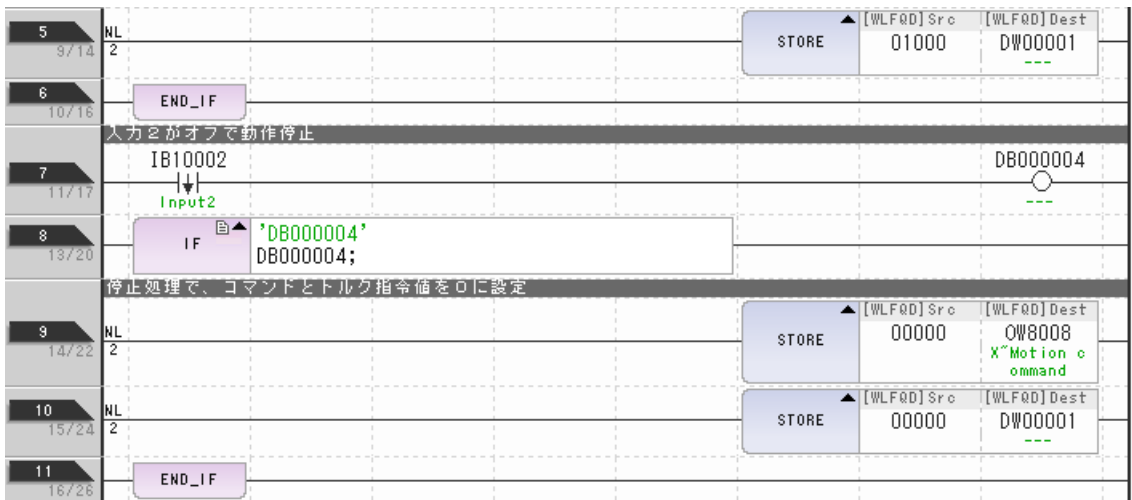 5 NL [WLFQD]Src [WLFQD]Dest
9/14 2 STORE 01000 DW00001
---
6 END_IF
10/16
入力２がオフで動作停止
IB10002 DB000004
7
11/17
Input2 ---
8 IF 'DB000004'
13/20 DB000004;
停止処理で、コマンドとトルク指令値を０に設定
[WLFQD]Src [WLFQD]Dest
9 NL STORE 00000 OW8008
14/22 2 X~Motion c
ommand
[WLFQD]Src [WLFQD]Dest
10 NL STORE 00000 DW00001
15/24 2 ---
11 END_IF
16/26